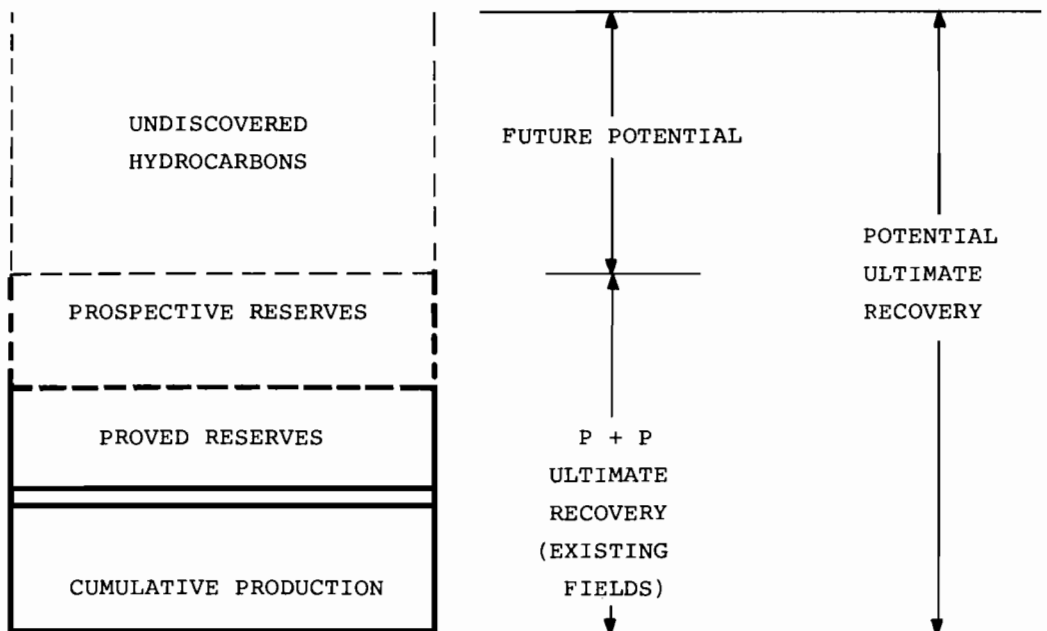 UNDISCOVERED
HYDROCARBONS
FUTURE POTENTIAL
POTENTIAL
ULTIMATE
RECOVERY
PROSPECTIVE RESERVES
PROVED RESERVES
P + P
ULTIMATE
RECOVERY
(EXISTING
FIELDS)
CUMULATIVE PRODUCTION